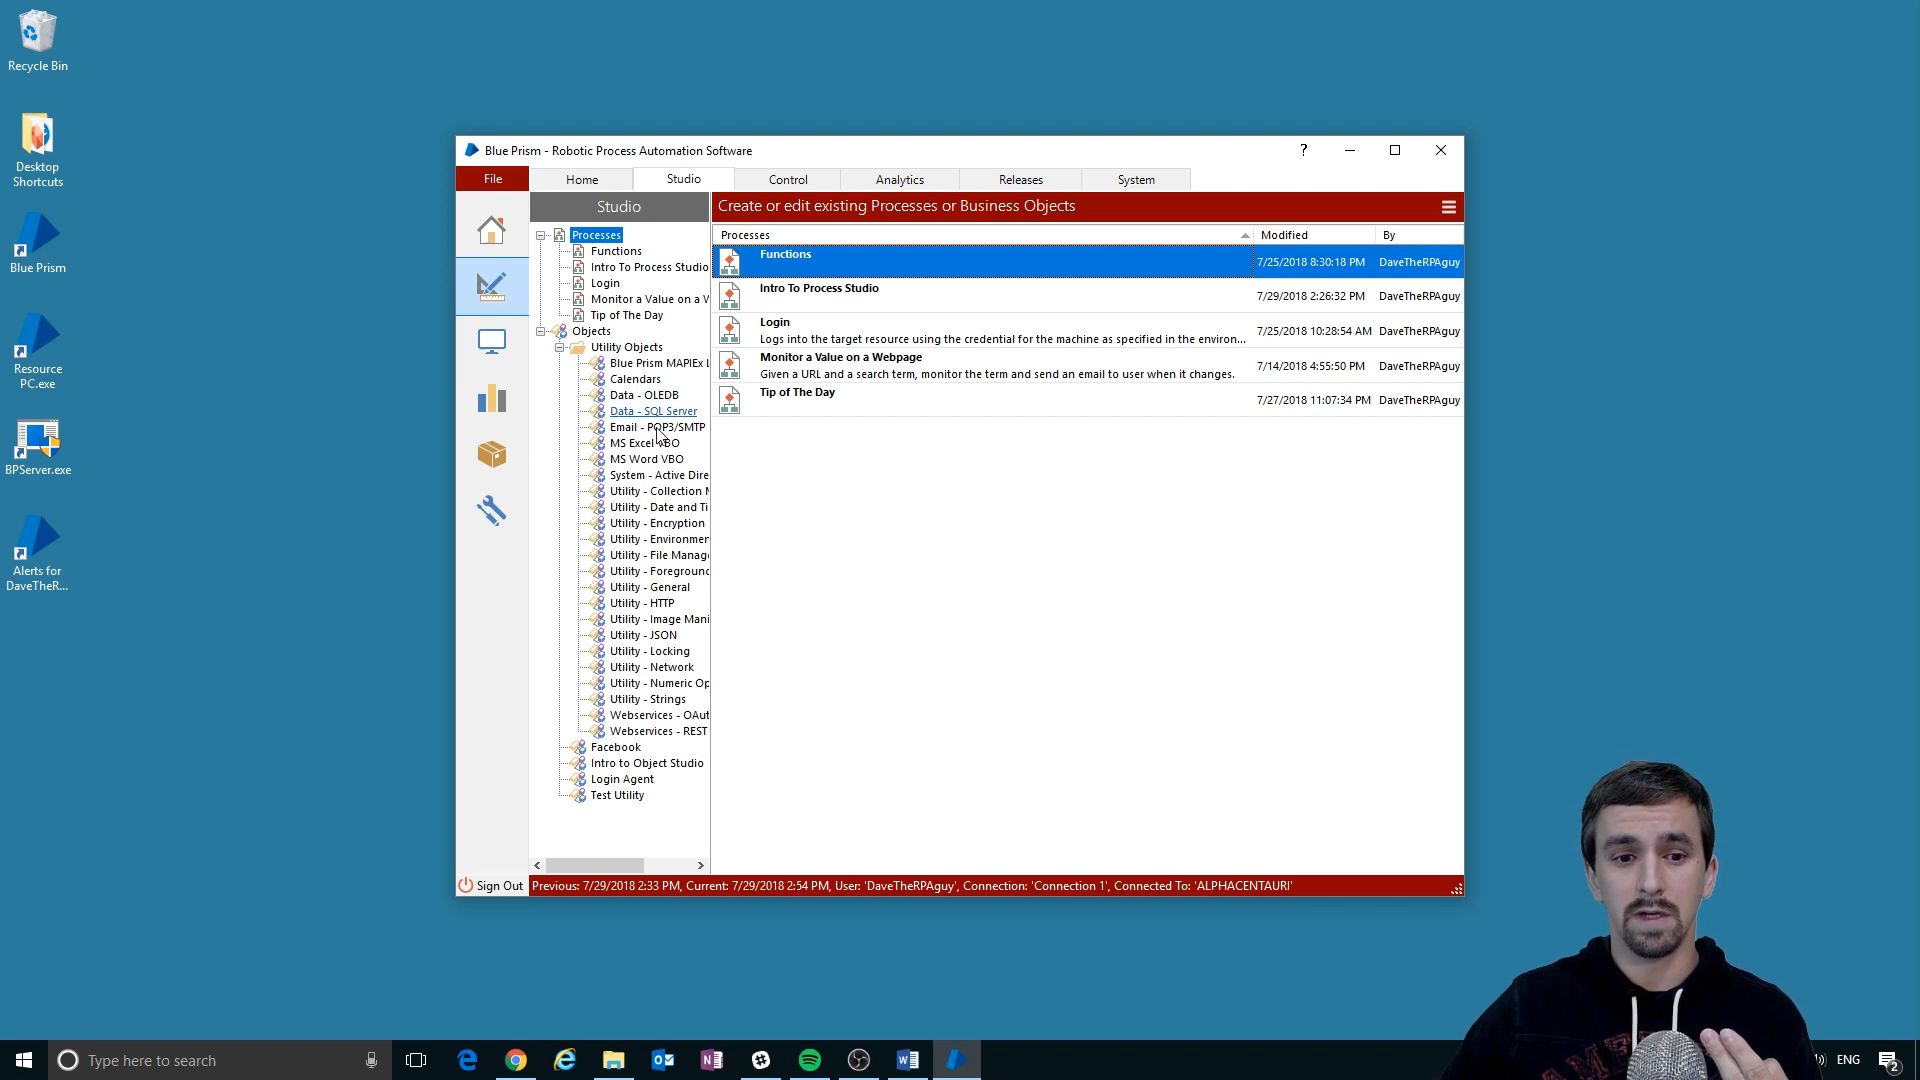 Recycle Bin
Desktop
Shortcuts
Blue Prism
Resource
PC.exe
BPServer.exe
Alerts for
DaveTheR...
Blue Prism - Robotic Process Automation Software
?
File
Home
Studio
Control
Analytics
Releases
System
Studio
Create or edit existing Processes or Business Objects
Processes
Functions
Intro To Process Studio
Login
Monitor a Value on a W
Tip of The Day
Objects
Utility Objects
Blue Prism MAPIEx
Calendars
Data - OLEDB
Data - SQL Server
Email - POP3/SMTP
MS Excel VBO
MS Word VBO
System - Active Dire
Utility - Collection
Utility - Date and Ti
Utility - Encryption
Utility - Environmen
Utility - File Manag
Utility - Foreground
Utility - General
Utility - HTTP
Utility - Image Mani
Utility - JSON
Utility - Locking
Utility - Network
Utility - Numeric Op
Utility - Strings
Webservices - OAut
Webservices - REST
Facebook
Intro to Object Studio
Login Agent
Test Utility
Processes Modified By
Functions 7/25/2018 8:30:18 PM DaveTheRPAguy
Intro To Process Studio 7/29/2018 2:26:32 PM DaveTheRPAguy
Login
Logs into the target resource using the credential for the machine as specified in the environ... 7/25/2018 10:28:54 AM DaveTheRPAguy
Monitor a Value on a Webpage
Given a URL and a search term, monitor the term and send an email to user when it changes. 7/14/2018 4:55:50 PM DaveTheRPAguy
Tip of The Day 7/27/2018 11:07:34 PM DaveTheRPAguy
Sign Out
Previous: 7/29/2018 2:33 PM, Current: 7/29/2018 2:54 PM, User: 'DaveTheRPAguy', Connection: 'Connection 1', Connected To: 'ALPHACENTAURI'
Type here to search
ENG
2